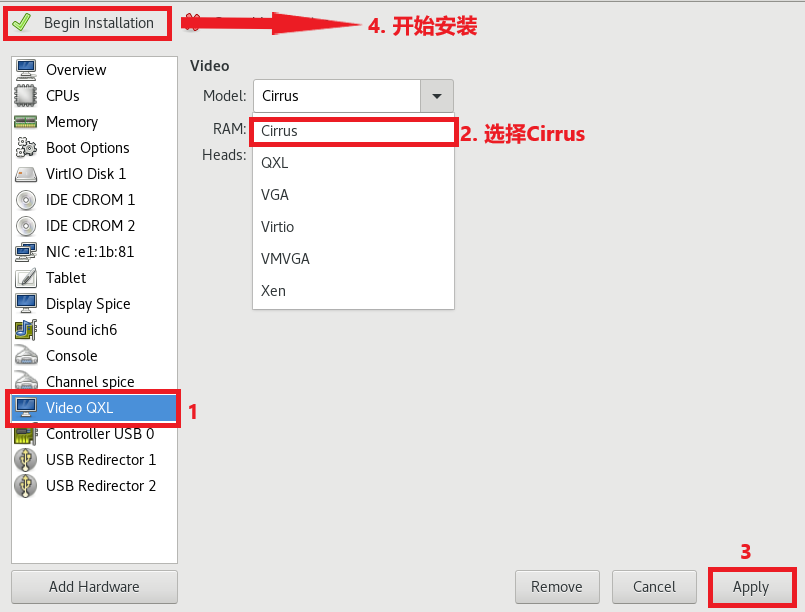 Begin Installation
4. 开始安装
Overview
CPUs
Memory
Boot Options
VirtIO Disk 1
IDE CDROM 1
IDE CDROM 2
NIC :e1:1b:81
Tablet
Display Spice
Sound ich6
Console
Channel spice
Video QXL
1
Controller USB 0
USB Redirector 1
USB Redirector 2
Add Hardware
Video
Model: Cirrus
RAM:
Heads:
Cirrus
2. 选择Cirrus
QXL
VGA
Virtio
VMVGA
Xen
3
Remove
Cancel
Apply